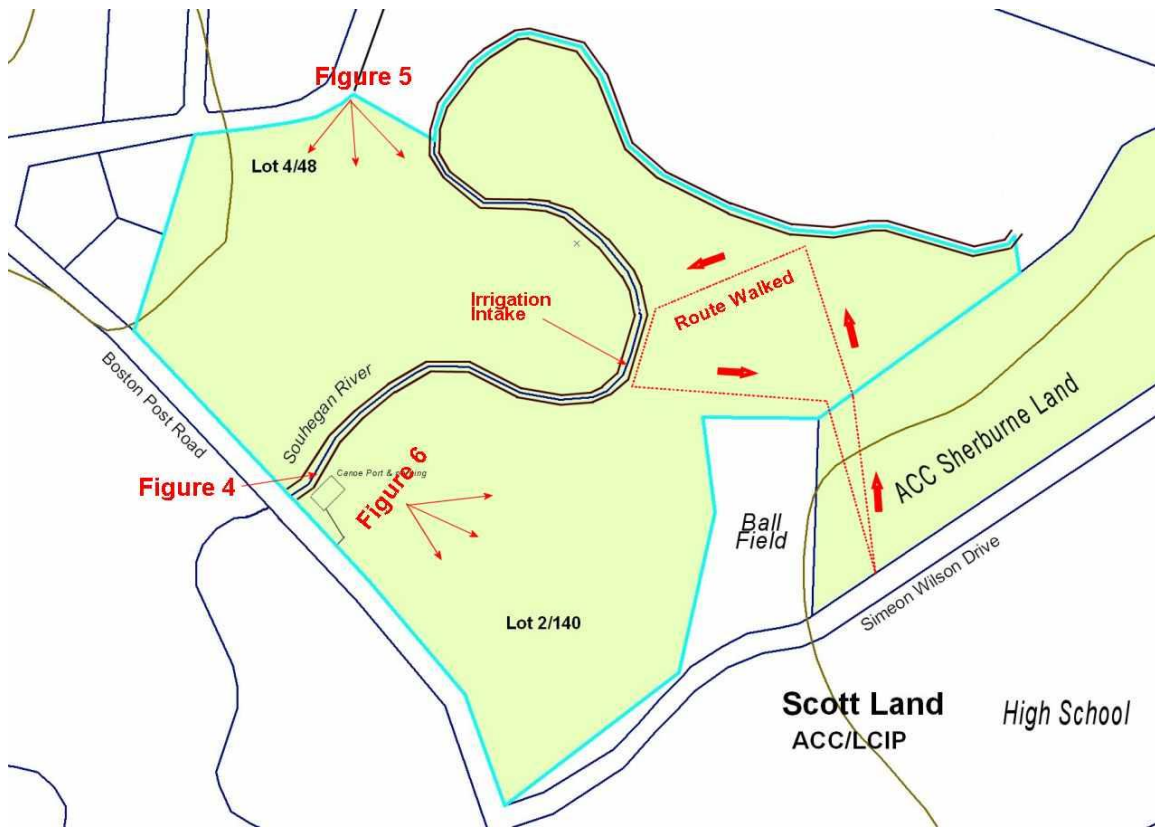 Figure 5
Lot 4/48
Irrigation
Intake
Route Walked
Boston Post Road
Souhegan River
ACC Sherburne Land
Figure 4
Canoe Port &
Figure 6
Ball
Field
Simeon Wilson Drive
Lot 2/140
Scott Land
ACC/LCIP
High School